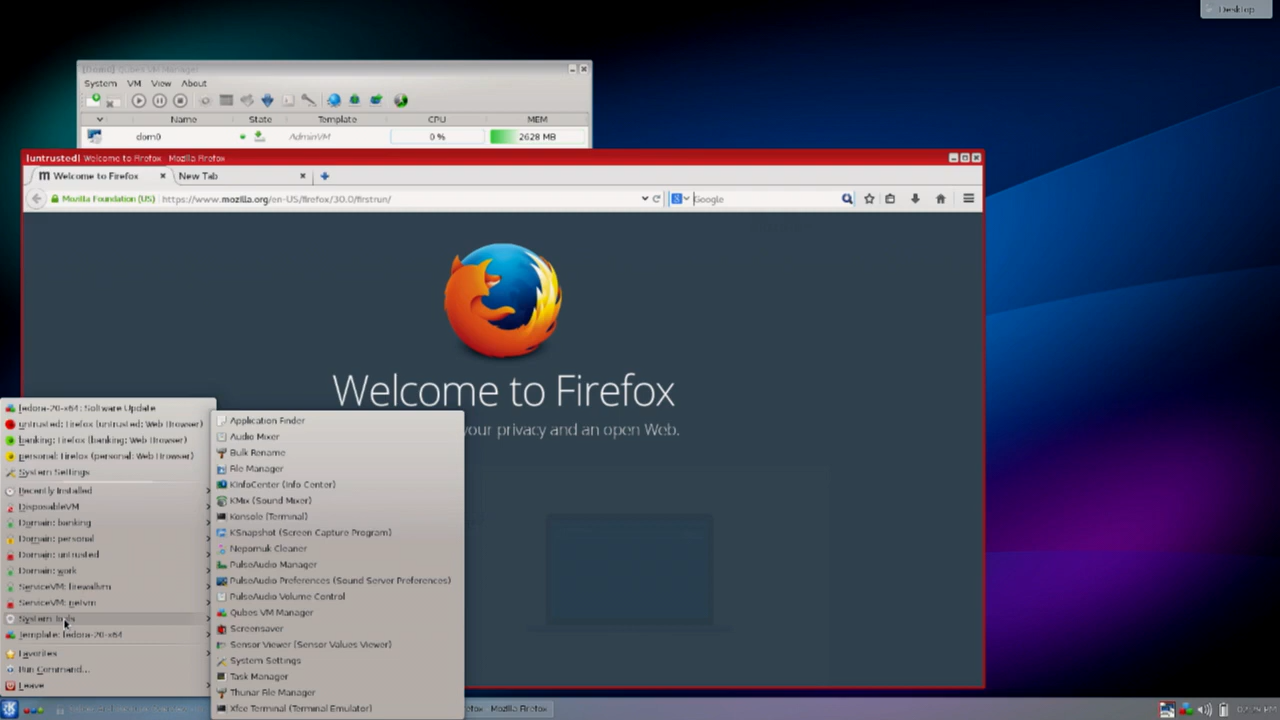 Desktop
[Dom0] Qubes VM Manager
System VM View About
Name State Template CPU MEM
dom0 AdminVM 0 % 2628 MB
[untrusted] Welcome to Firefox - Mozilla Firefox
Welcome to Firefox New Tab
Mozilla Foundation (US) https://www.mozilla.org/en-US/firefox/30.0/firstrun/ Google
Welcome to Firefox
your privacy and an open Web.
fedora-20-x64: Software Update
untrusted: Firefox (untrusted: Web Browser)
banking: Firefox (banking: Web Browser)
personal: Firefox (personal: Web Browser)
System Settings
Recently Installed
DisposableVM
Domain: banking
Domain: personal
Domain: untrusted
Domain: work
ServiceVM: firewallvm
ServiceVM: netvm
System Tools
Template: fedora-20-x64
Favorites
Run Command...
Leave
Application Finder
Audio Mixer
Bulk Rename
File Manager
KInfoCenter (Info Center)
KMix (Sound Mixer)
Konsole (Terminal)
KSnapshot (Screen Capture Program)
Nepomuk Cleaner
PulseAudio Manager
PulseAudio Preferences (Sound Server Preferences)
PulseAudio Volume Control
Qubes VM Manager
Screensaver
Sensor Viewer (Sensor Values Viewer)
System Settings
Task Manager
Thunar File Manager
Xfce Terminal (Terminal Emulator)
Mozilla Firefox